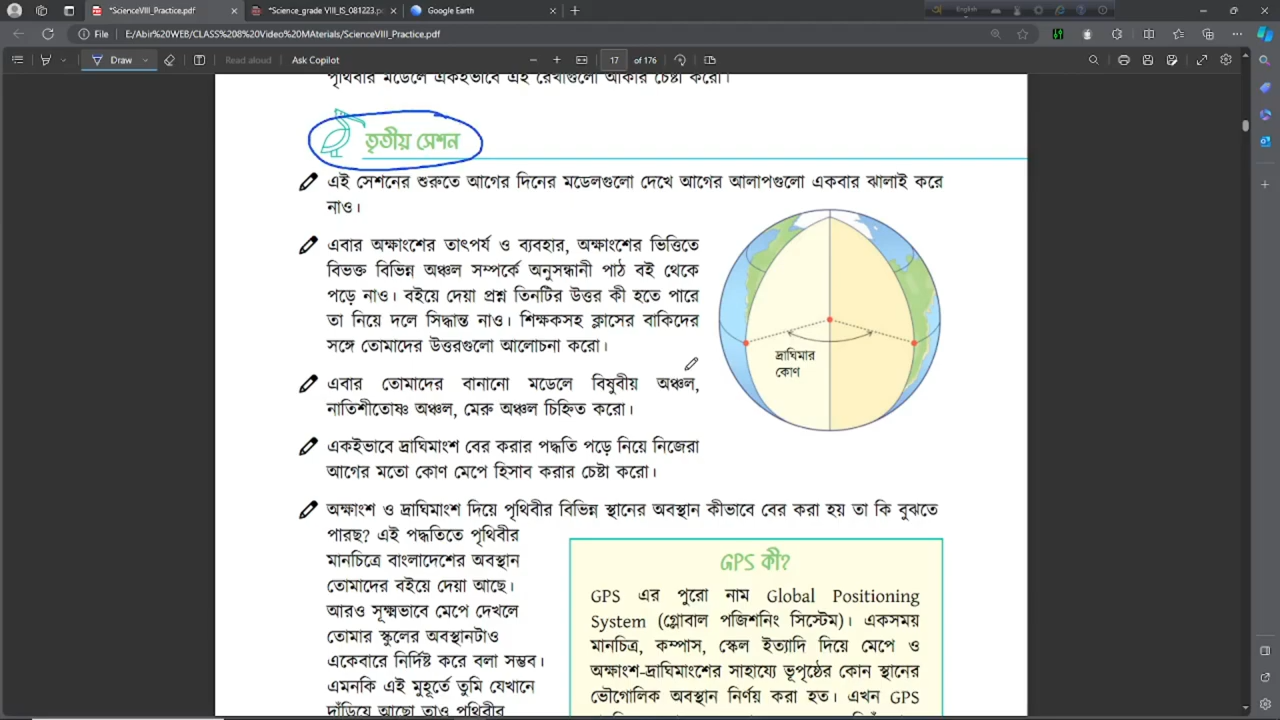 *ScienceVIII_Practice.pdf
*Science_grade VIII_IS_081223.p
Google Earth
English
File
E:/Abir%20WEB/CLASS%208%20Video%20MAterials/ScienceVIII_Practice.pdf
Draw
Read aloud
Ask Copilot
17 of 176
পৃথিবীর মডেলে একইভাবে এই রেখাগুলো আঁকার চেষ্টা করো।
তৃতীয় সেশন
এই সেশনের শুরুতে আগের দিনের মডেলগুলো দেখে আগের আলাপগুলো একবার ঝালাই করে
নাও।
এবার অক্ষাংশের তাৎপর্য ও ব্যবহার, অক্ষাংশের ভিত্তিতে
বিভক্ত বিভিন্ন অঞ্চল সম্পর্কে অনুসন্ধানী পাঠ বই থেকে
পড়ে নাও। বইয়ে দেয়া প্রশ্ন তিনটির উত্তর কী হতে পারে
তা নিয়ে দলে সিদ্ধান্ত নাও। শিক্ষকসহ ক্লাসের বাকিদের
সঙ্গে তোমাদের উত্তরগুলো আলোচনা করো।
দ্রাঘিমার
কোণ
এবার তোমাদের বানানো মডেলে বিষুবীয় অঞ্চল,
নাতিশীতোষ্ণ অঞ্চল, মেরু অঞ্চল চিহ্নিত করো।
একইভাবে দ্রাঘিমাংশ বের করার পদ্ধতি পড়ে নিয়ে নিজেরা
আগের মতো কোণ মেপে হিসাব করার চেষ্টা করো।
অক্ষাংশ ও দ্রাঘিমাংশ দিয়ে পৃথিবীর বিভিন্ন স্থানের অবস্থান কীভাবে বের করা হয় তা কি বুঝতে
পারছ? এই পদ্ধতিতে পৃথিবীর
মানচিত্রে বাংলাদেশের অবস্থান
তোমাদের বইয়ে দেয়া আছে।
আরও সূক্ষ্মভাবে মেপে দেখলে
তোমার স্কুলের অবস্থানটাও
একেবারে নির্দিষ্ট করে বলা সম্ভব।
এমনকি এই মুহূর্তে তুমি যেখানে
দাঁড়িয়ে আছো তাও পৃথিবীর
GPS কী?
GPS এর পুরো নাম Global Positioning
System (গ্লোবাল পজিশনিং সিস্টেম)। একসময়
মানচিত্র, কম্পাস, স্কেল ইত্যাদি দিয়ে মেপে ও
অক্ষাংশ-দ্রাঘিমাংশের সাহায্যে ভূপৃষ্ঠের কোন স্থানের
ভৌগোলিক অবস্থান নির্ণয় করা হত। এখন GPS